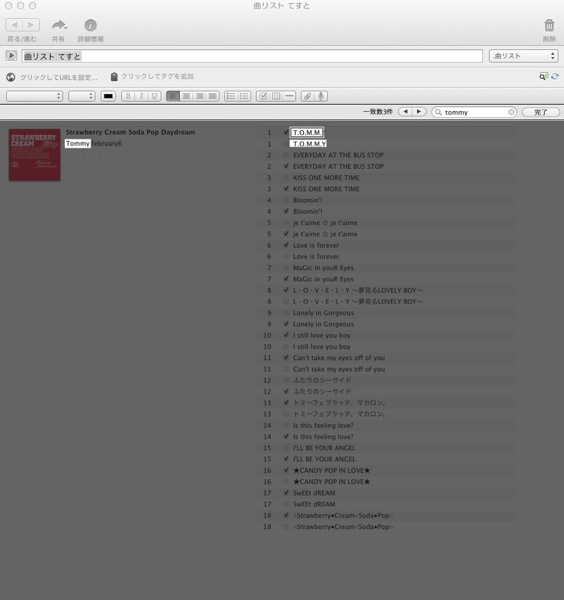 曲リスト てすと
戻る/進む
共有
詳細情報
削除
曲リスト てすと
.曲リスト
クリックしてURLを設定...
クリックしてタグを追加
B I U
一致数3件
tommy
完了
STRAWBERRY
CREAM
Strawberry Cream Soda Pop Daydream
Tommy february6
1 T.O.M.M.
1 T.O.M.M.Y
2 EVERYDAY AT THE BUS STOP
2 EVERYDAY AT THE BUS STOP
3 KISS ONE MORE TIME
3 KISS ONE MORE TIME
4 Bloomin'!
4 Bloomin'!
5 je t'aime ☆ je t'aime
5 je t'aime ☆ je t'aime
6 Love is forever
6 Love is forever
7 MaGic in youR Eyes
7 MaGic in youR Eyes
8 L・O・V・E・L・Y 〜夢見るLOVELY BOY〜
8 L・O・V・E・L・Y 〜夢見るLOVELY BOY〜
9 Lonely in Gorgeous
9 Lonely in Gorgeous
10 I still love you boy
10 I still love you boy
11 Can't take my eyes off of you
11 Can't take my eyes off of you
12 ふたりのシーサイド
12 ふたりのシーサイド
13 トミーフェブラッテ、マカロン。
13 トミーフェブラッテ、マカロン。
14 Is this feeling love?
14 Is this feeling love?
15 I'LL BE YOUR ANGEL
15 I'LL BE YOUR ANGEL
16 ★CANDY POP IN LOVE★
16 ★CANDY POP IN LOVE★
17 SwEEt dREAM
17 SwEEt dREAM
18 ☆Strawberry●Cream☆Soda●Pop☆
18 ☆Strawberry●Cream☆Soda●Pop☆